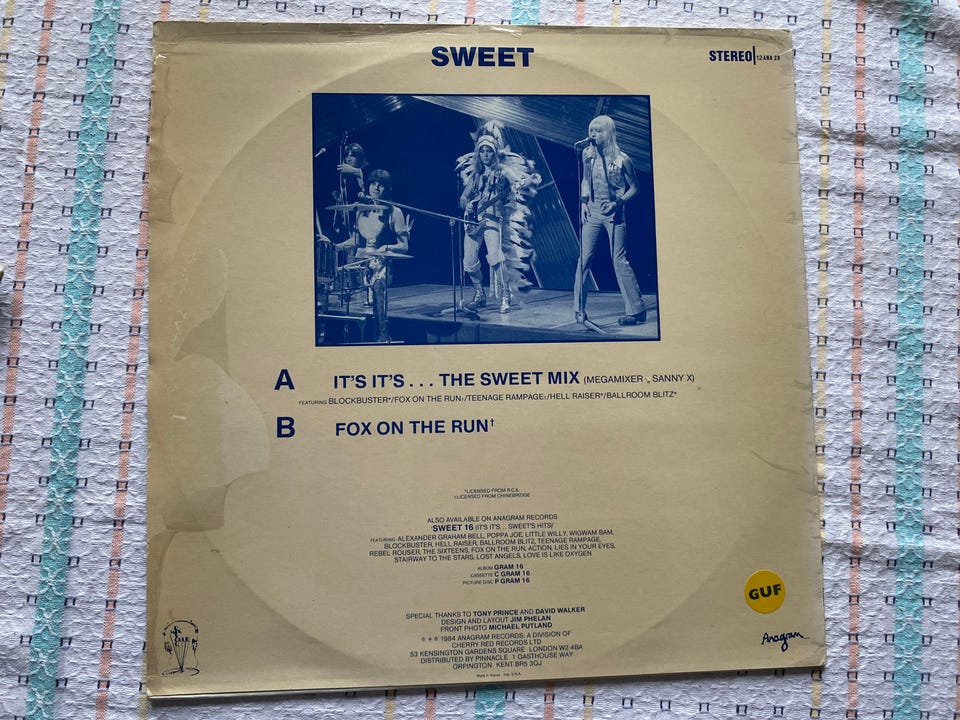 SWEET
STEREO 12 ANA 28
A IT'S IT'S... THE SWEET MIX (MEGAMIXER - SANNY X)
FEATURING BLOCKBUSTER*/FOX ON THE RUN†/TEENAGE RAMPAGE†/HELL RAISER*/BALLROOM BLITZ*
B FOX ON THE RUN†
*LICENSED FROM R.C.A.
†LICENSED FROM CHINEBRIDGE
ALSO AVAILABLE ON ANAGRAM RECORDS
'SWEET 16 (IT'S IT'S... SWEET'S HITS)'
FEATURING: ALEXANDER GRAHAM BELL, POPPA JOE, LITTLE WILLY, WIGWAM BAM,
BLOCKBUSTER, HELL RAISER, BALLROOM BLITZ, TEENAGE RAMPAGE,
REBEL ROUSER, THE SIXTEENS, FOX ON THE RUN, ACTION, LIES IN YOUR EYES,
STAIRWAY TO THE STARS, LOST ANGELS, LOVE IS LIKE OXYGEN
ALBUM GRAM 16
CASSETTE C GRAM 16
PICTURE DISC P GRAM 16
GUF
SPECIAL THANKS TO TONY PRINCE AND DAVID WALKER
DESIGN AND LAYOUT JIM PHELAN
FRONT PHOTO MICHAEL PUTLAND
℗ + © 1984 ANAGRAM RECORDS: A DIVISION OF
CHERRY RED RECORDS LTD
53 KENSINGTON GARDENS SQUARE LONDON W2 4BA
DISTRIBUTED BY PINNACLE 1 OASTHOUSE WAY
ORPINGTON KENT BR5 3QJ
Anagram
Made in France